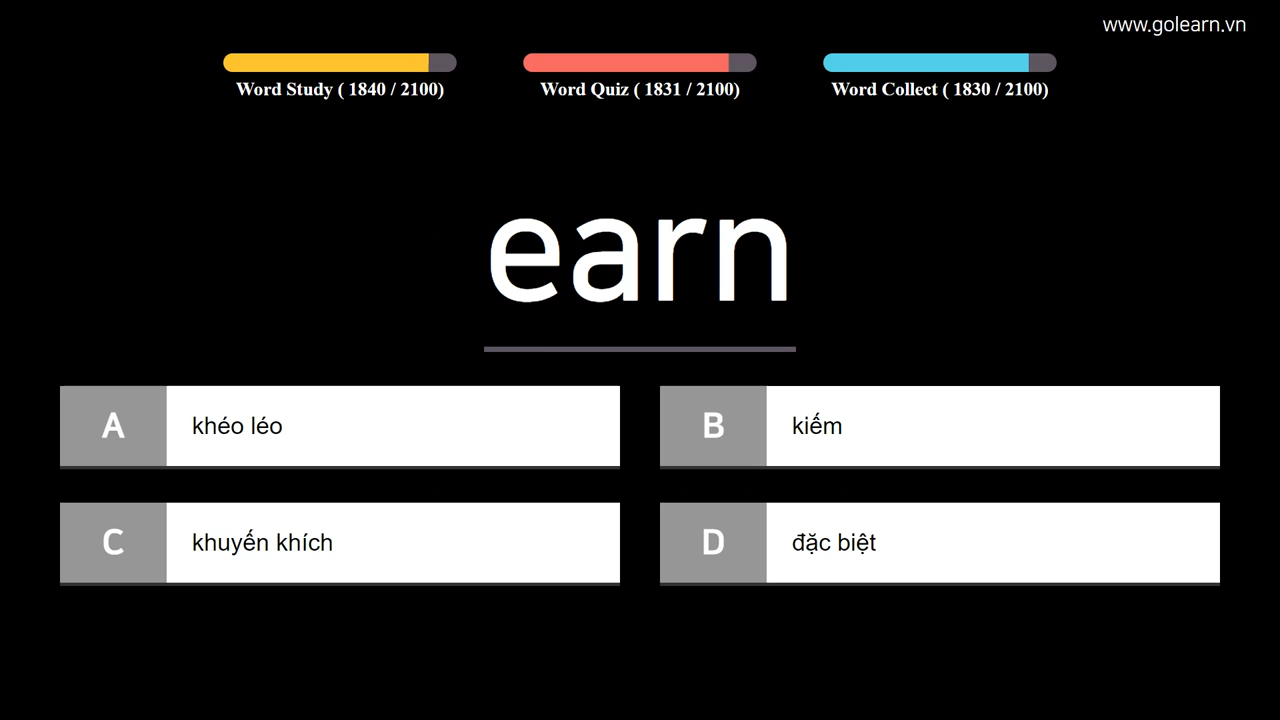 www.golearn.vn
Word Study ( 1840 / 2100)
Word Quiz ( 1831 / 2100)
Word Collect ( 1830 / 2100)
earn
A khéo léo
B kiếm
C khuyến khích
D đặc biệt